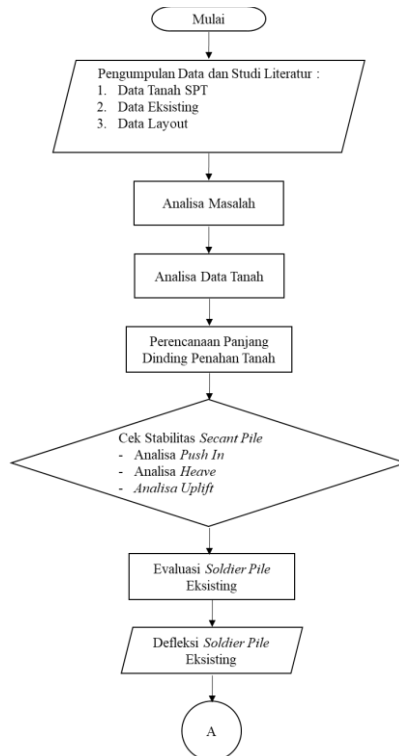 Mulai
Pengumpulan Data dan Studi Literatur :
1. Data Tanah SPT
2. Data Eksisting
3. Data Layout
Analisa Masalah
Analisa Data Tanah
Perencanaan Panjang
Dinding Penahan Tanah
Cek Stabilitas Secant Pile
- Analisa Push In
- Analisa Heave
- Analisa Uplift
Evaluasi Soldier Pile
Eksisting
Defleksi Soldier Pile
Eksisting
A